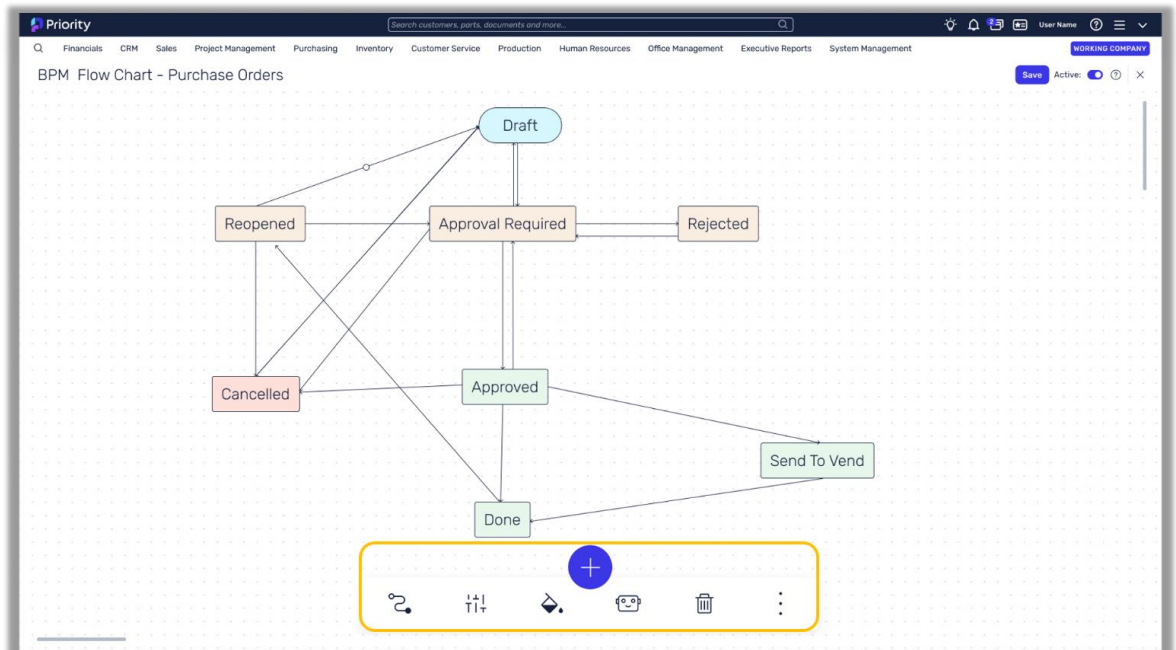 Priority
Search customers, parts, documents and more...
2
User Name
Financials CRM Sales Project Management Purchasing Inventory Customer Service Production Human Resources Office Management Executive Reports System Management
WORKING COMPANY
BPM Flow Chart - Purchase Orders
Save Active:
Draft
Reopened Approval Required Rejected
Cancelled Approved
Send To Vend
Done